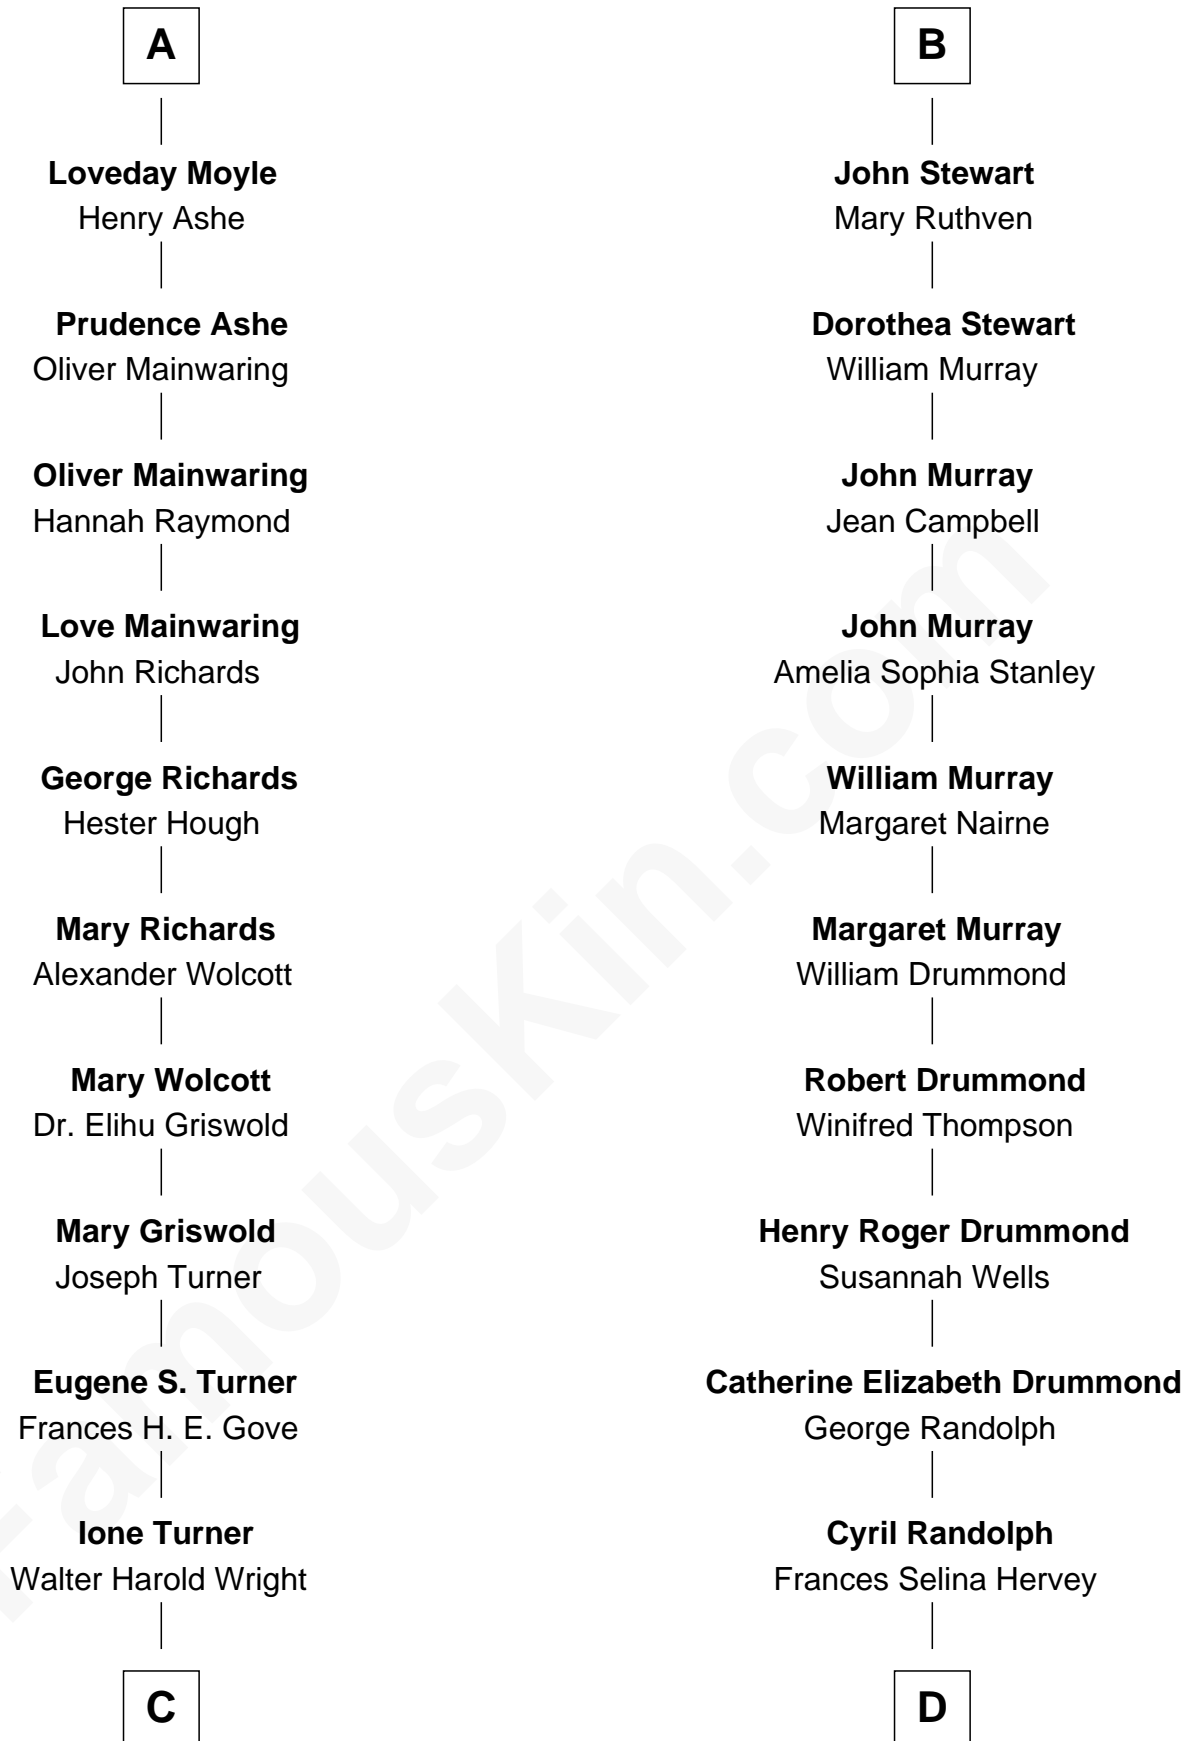 A
Loveday Moyle
Henry Ashe
Prudence Ashe
Oliver Mainwaring
Oliver Mainwaring
Hannah Raymond
Love Mainwaring
John Richards
George Richards
Hester Hough
Mary Richards
Alexander Wolcott
Mary Wolcott
Dr. Elihu Griswold
Mary Griswold
Joseph Turner
Eugene S. Turner
Frances H. E. Gove
Ione Turner
Walter Harold Wright
C
B
John Stewart
Mary Ruthven
Dorothea Stewart
William Murray
John Murray
Jean Campbell
John Murray
Amelia Sophia Stanley
William Murray
Margaret Nairne
Margaret Murray
William Drummond
Robert Drummond
Winifred Thompson
Henry Roger Drummond
Susannah Wells
Catherine Elizabeth Drummond
George Randolph
Cyril Randolph
Frances Selina Hervey
D
FamousKin.com